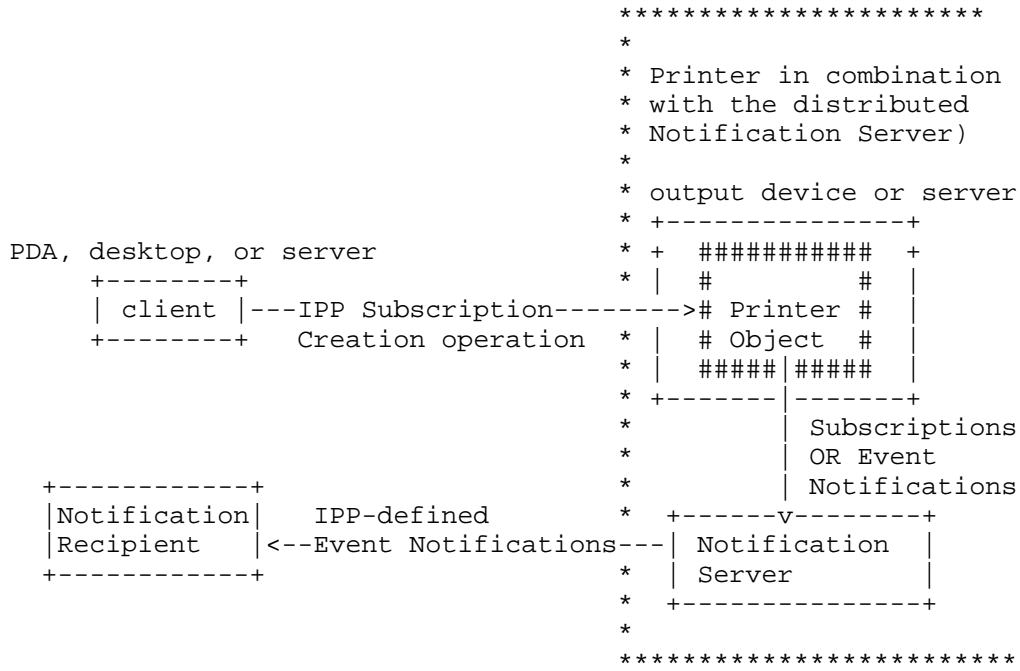 Printer in combination
with the distributed
Notification Server)
output device or server
PDA, desktop, or server
client
IPP Subscription
Creation operation
Printer
Object
Subscriptions
OR Event
Notifications
Notification
Recipient
IPP-defined
Event Notifications
Notification
Server